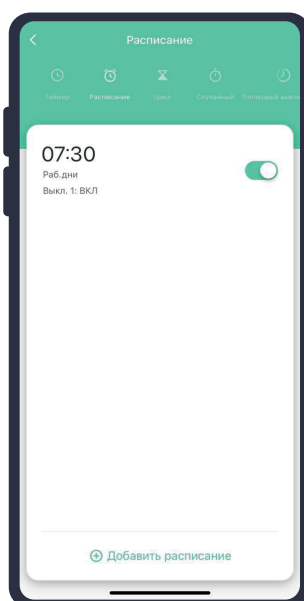 Расписание
Таймер Расписание Цикл Случайный
07:30
Раб.дни
Выкл. 1: ВКЛ
Добавить расписание